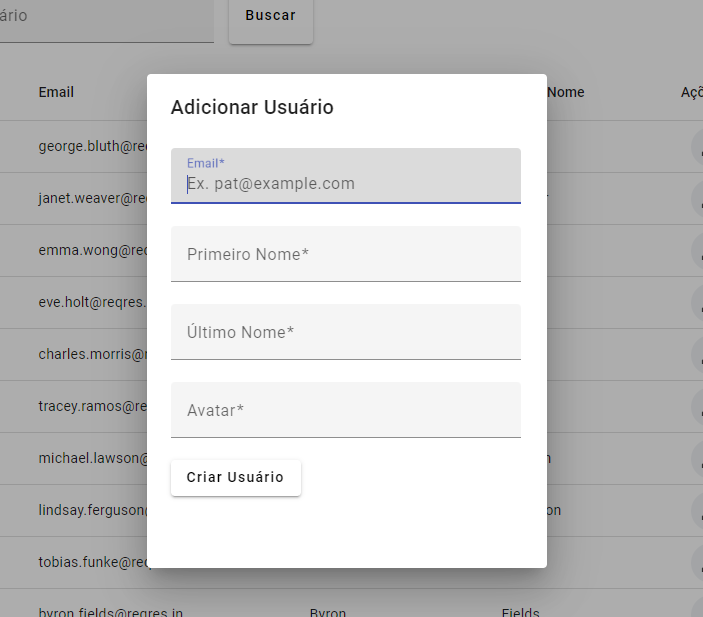 ário
Buscar
Email
Nome
Adicionar Usuário
Email*
Ex. pat@example.com
Primeiro Nome*
Último Nome*
Avatar*
Criar Usuário
george.bluth@re
janet.weaver@re
emma.wong@re
eve.holt@reqres.
charles.morris@
tracey.ramos@re
michael.lawson@
n
lindsay.ferguson
on
tobias.funke@re
byron.fields@reqres.in Byron Fields